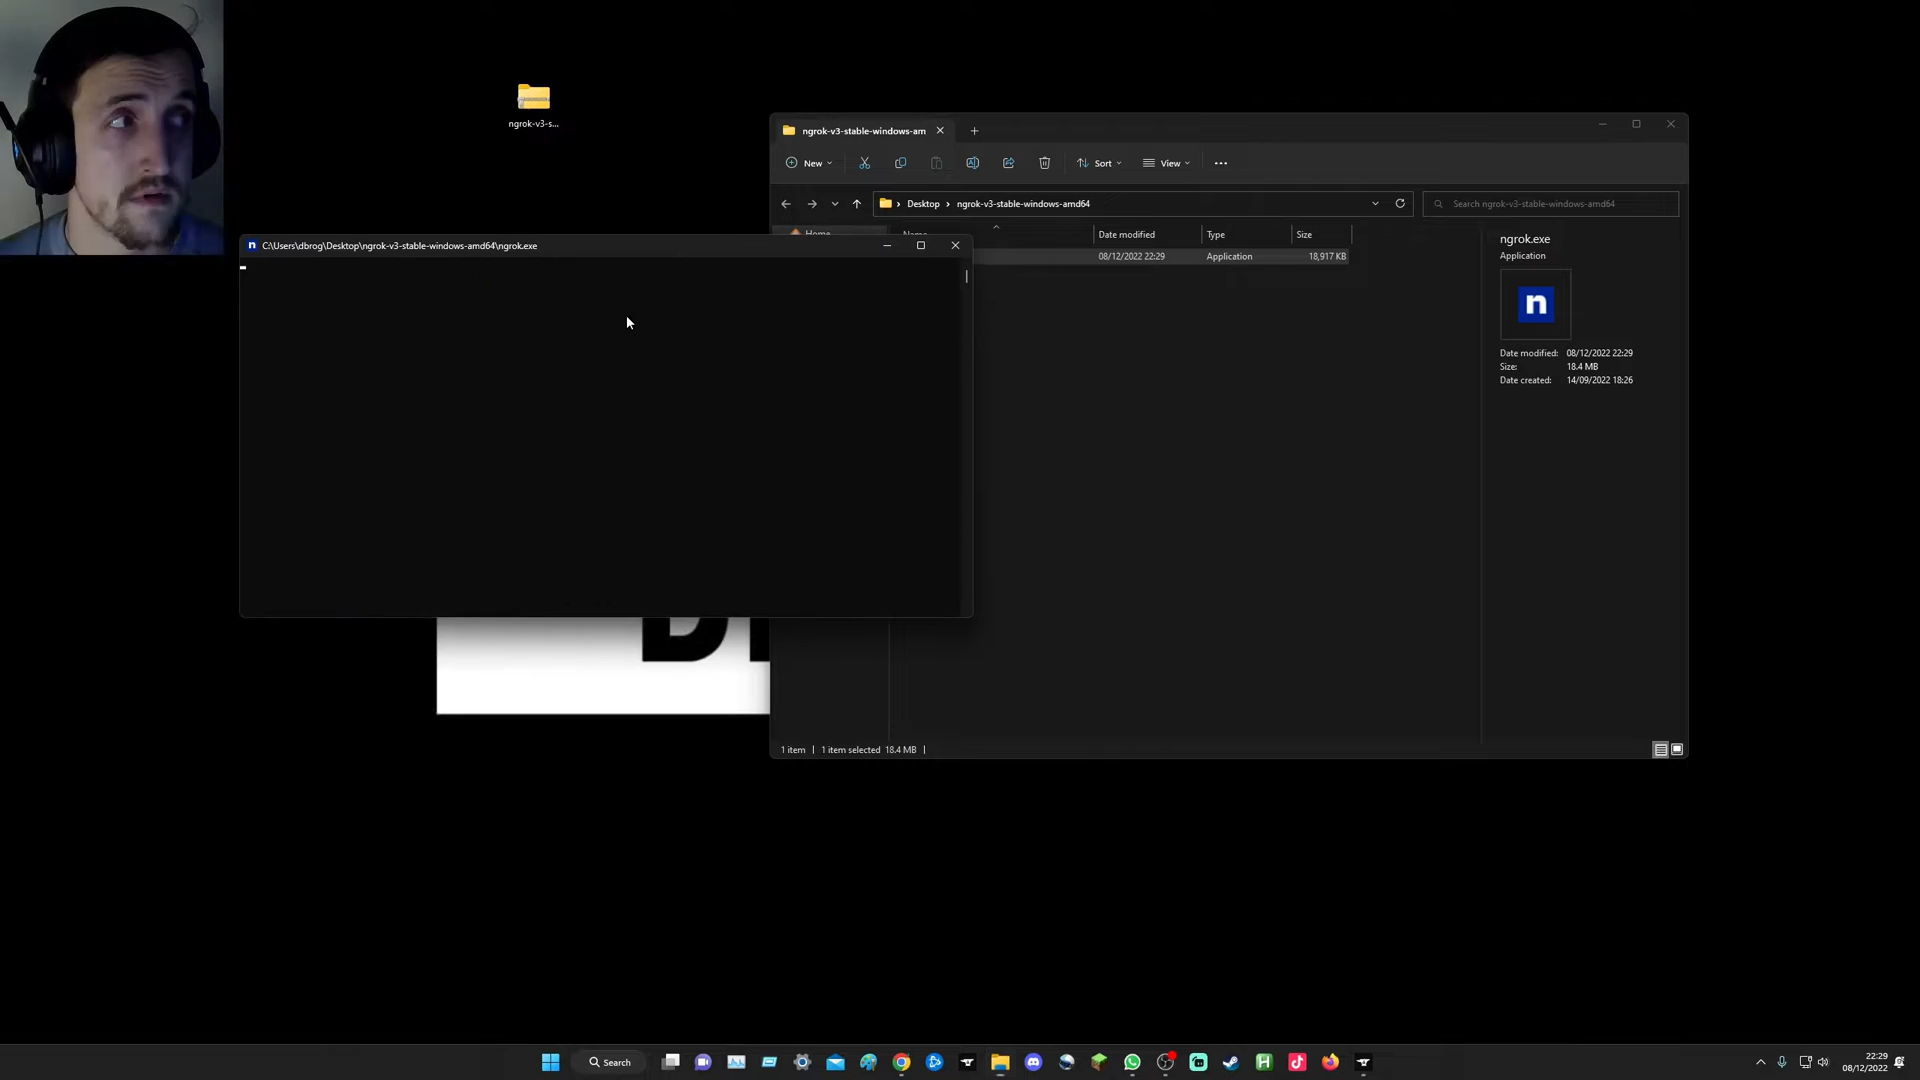 ngrok-v3-s...
ngrok-v3-stable-windows-am
New
Sort
View
Desktop > ngrok-v3-stable-windows-amd64
Search ngrok-v3-stable-windows-amd64
Home
Name
Date modified
Type
Size
08/12/2022 22:29
Application
18,917 KB
ngrok.exe
Application
n
Date modified: 08/12/2022 22:29
Size: 18.4 MB
Date created: 14/09/2022 18:26
n C:\Users\dbrog\Desktop\ngrok-v3-stable-windows-amd64\ngrok.exe
1 item
1 item selected 18.4 MB
Search
22:29
08/12/2022